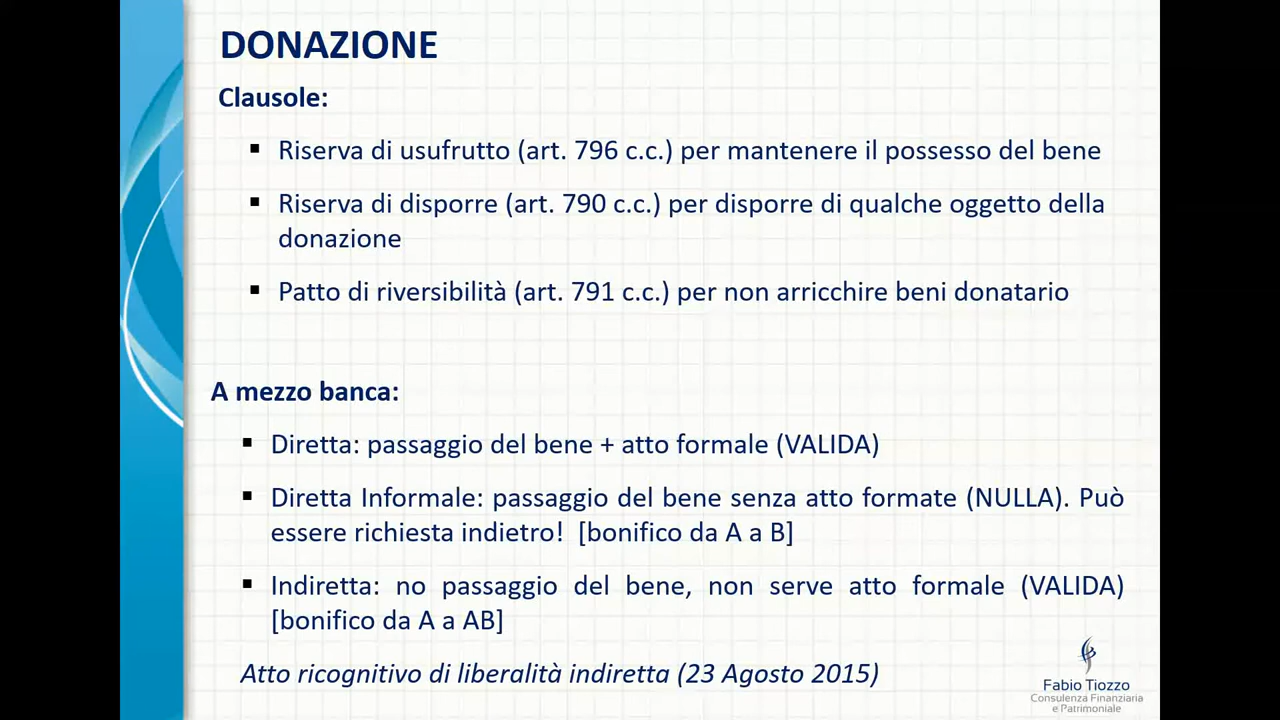 DONAZIONE
Clausole:
▪ Riserva di usufrutto (art. 796 c.c.) per mantenere il possesso del bene
▪ Riserva di disporre (art. 790 c.c.) per disporre di qualche oggetto della
donazione
▪ Patto di riversibilità (art. 791 c.c.) per non arricchire beni donatario
A mezzo banca:
▪ Diretta: passaggio del bene + atto formale (VALIDA)
▪ Diretta Informale: passaggio del bene senza atto formate (NULLA). Può
essere richiesta indietro! [bonifico da A a B]
▪ Indiretta: no passaggio del bene, non serve atto formale (VALIDA)
[bonifico da A a AB]
Atto ricognitivo di liberalità indiretta (23 Agosto 2015)
Fabio Tiozzo
Consulenza Finanziaria
e Patrimoniale